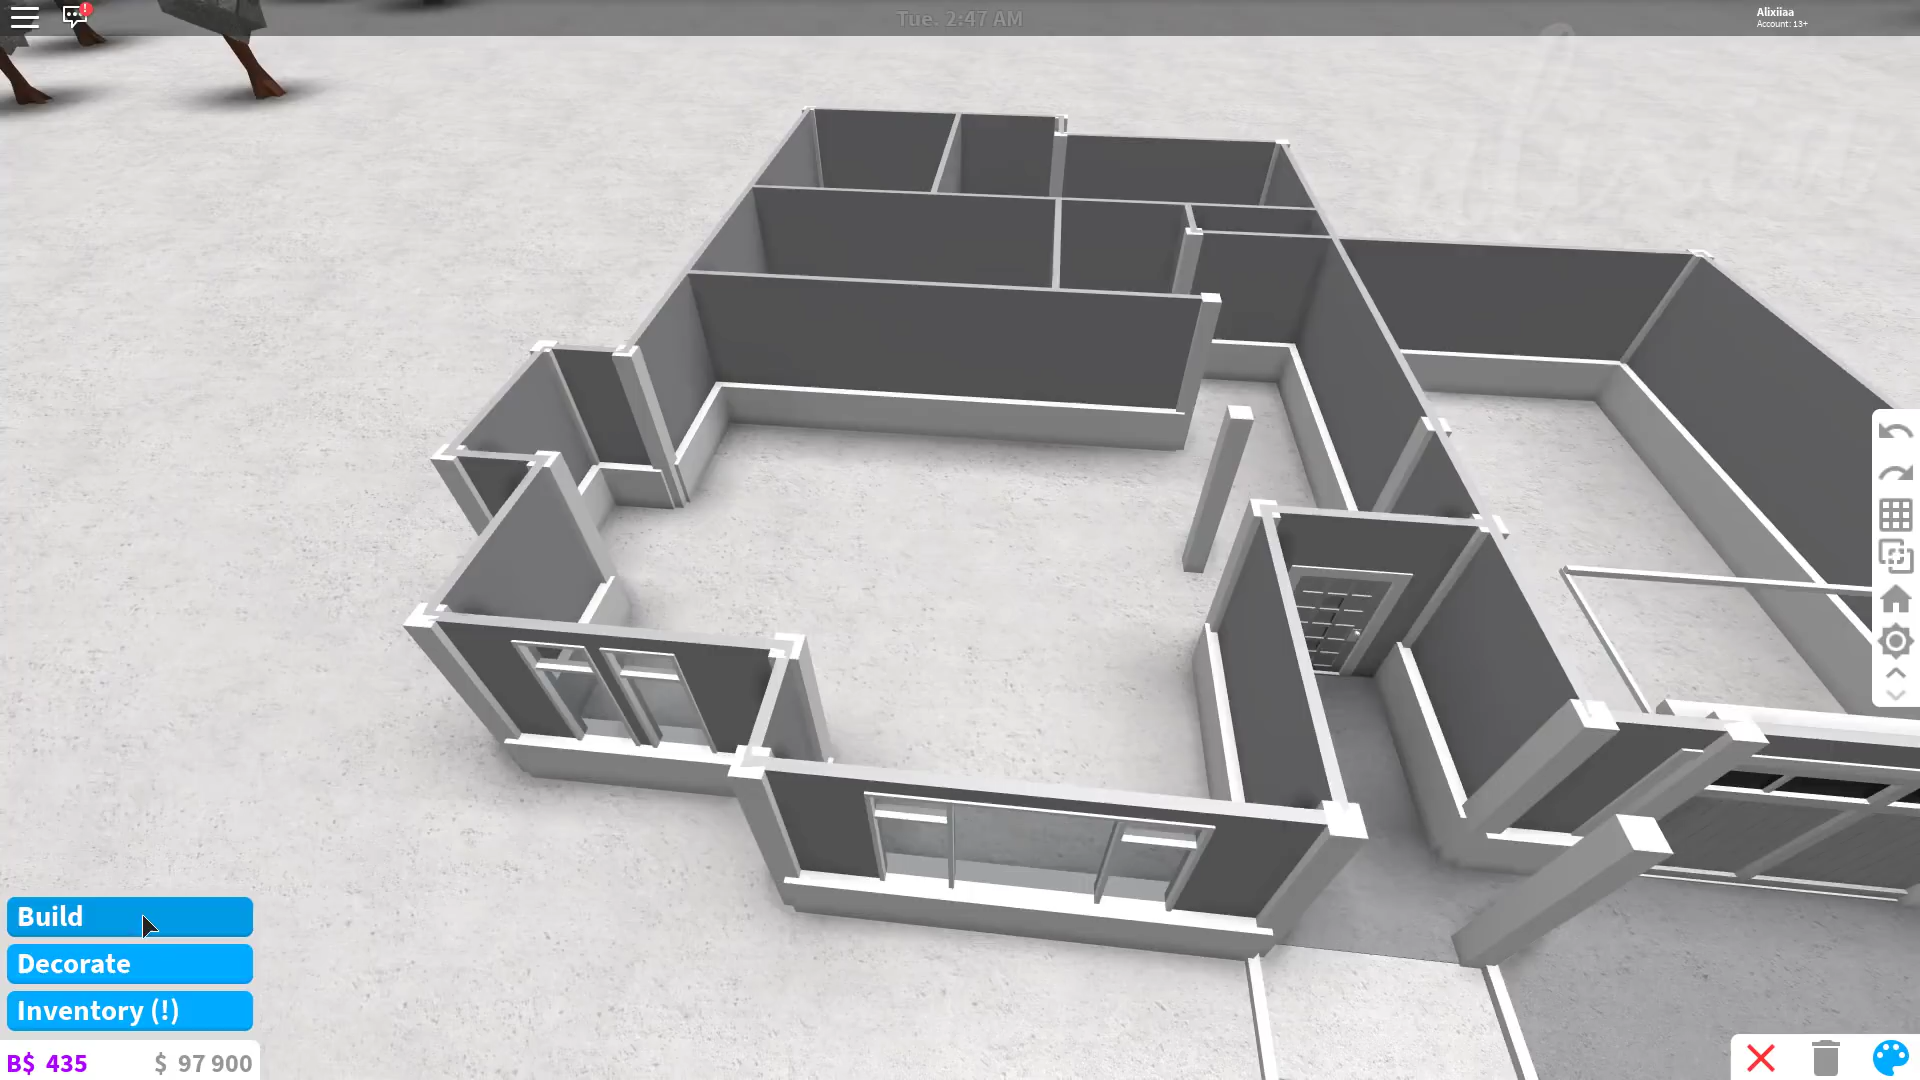 Tue. 2:47 AM
Alixiiaa
Account: 13+
Build
Decorate
Inventory (!)
B$ 435 $ 97 900